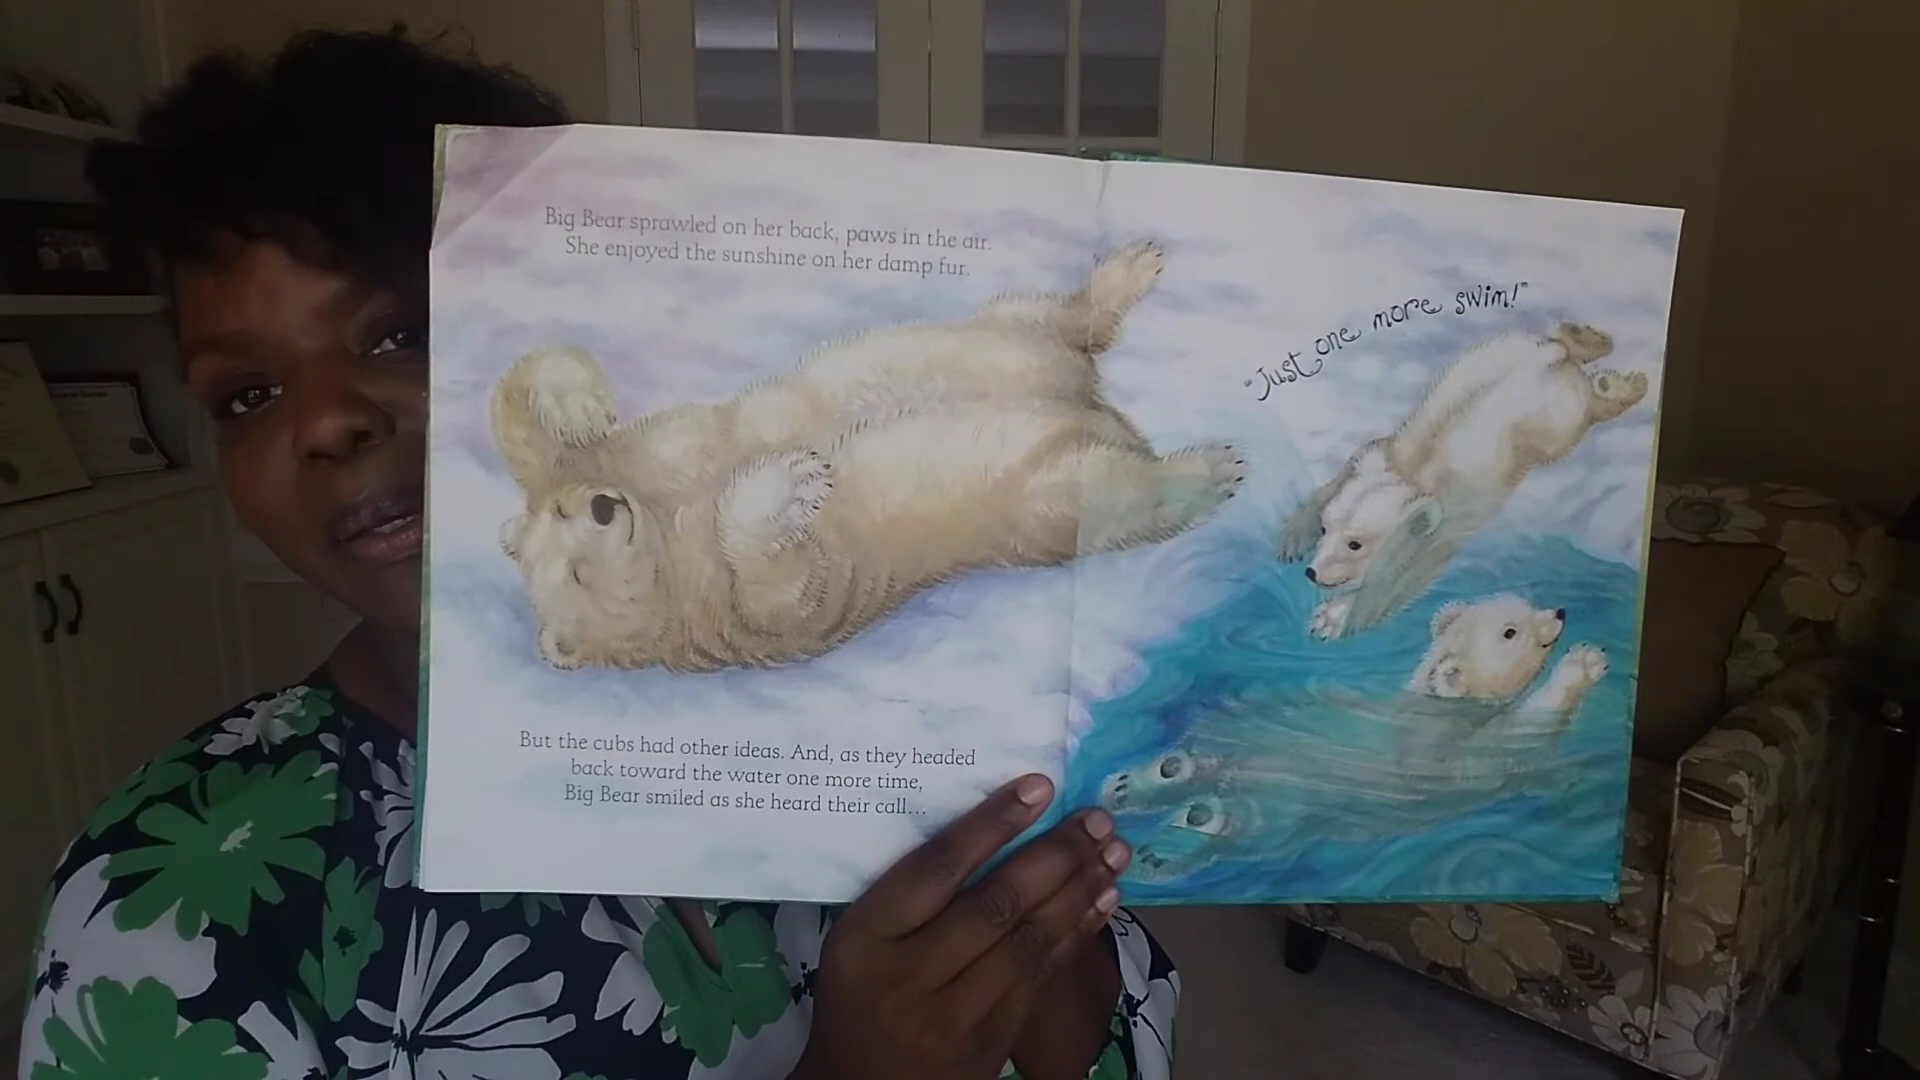 Big Bear sprawled on her back, paws in the air.
She enjoyed the sunshine on her damp fur.
"Just one more swim!"
But the cubs had other ideas. And, as they headed
back toward the water one more time,
Big Bear smiled as she heard their call...